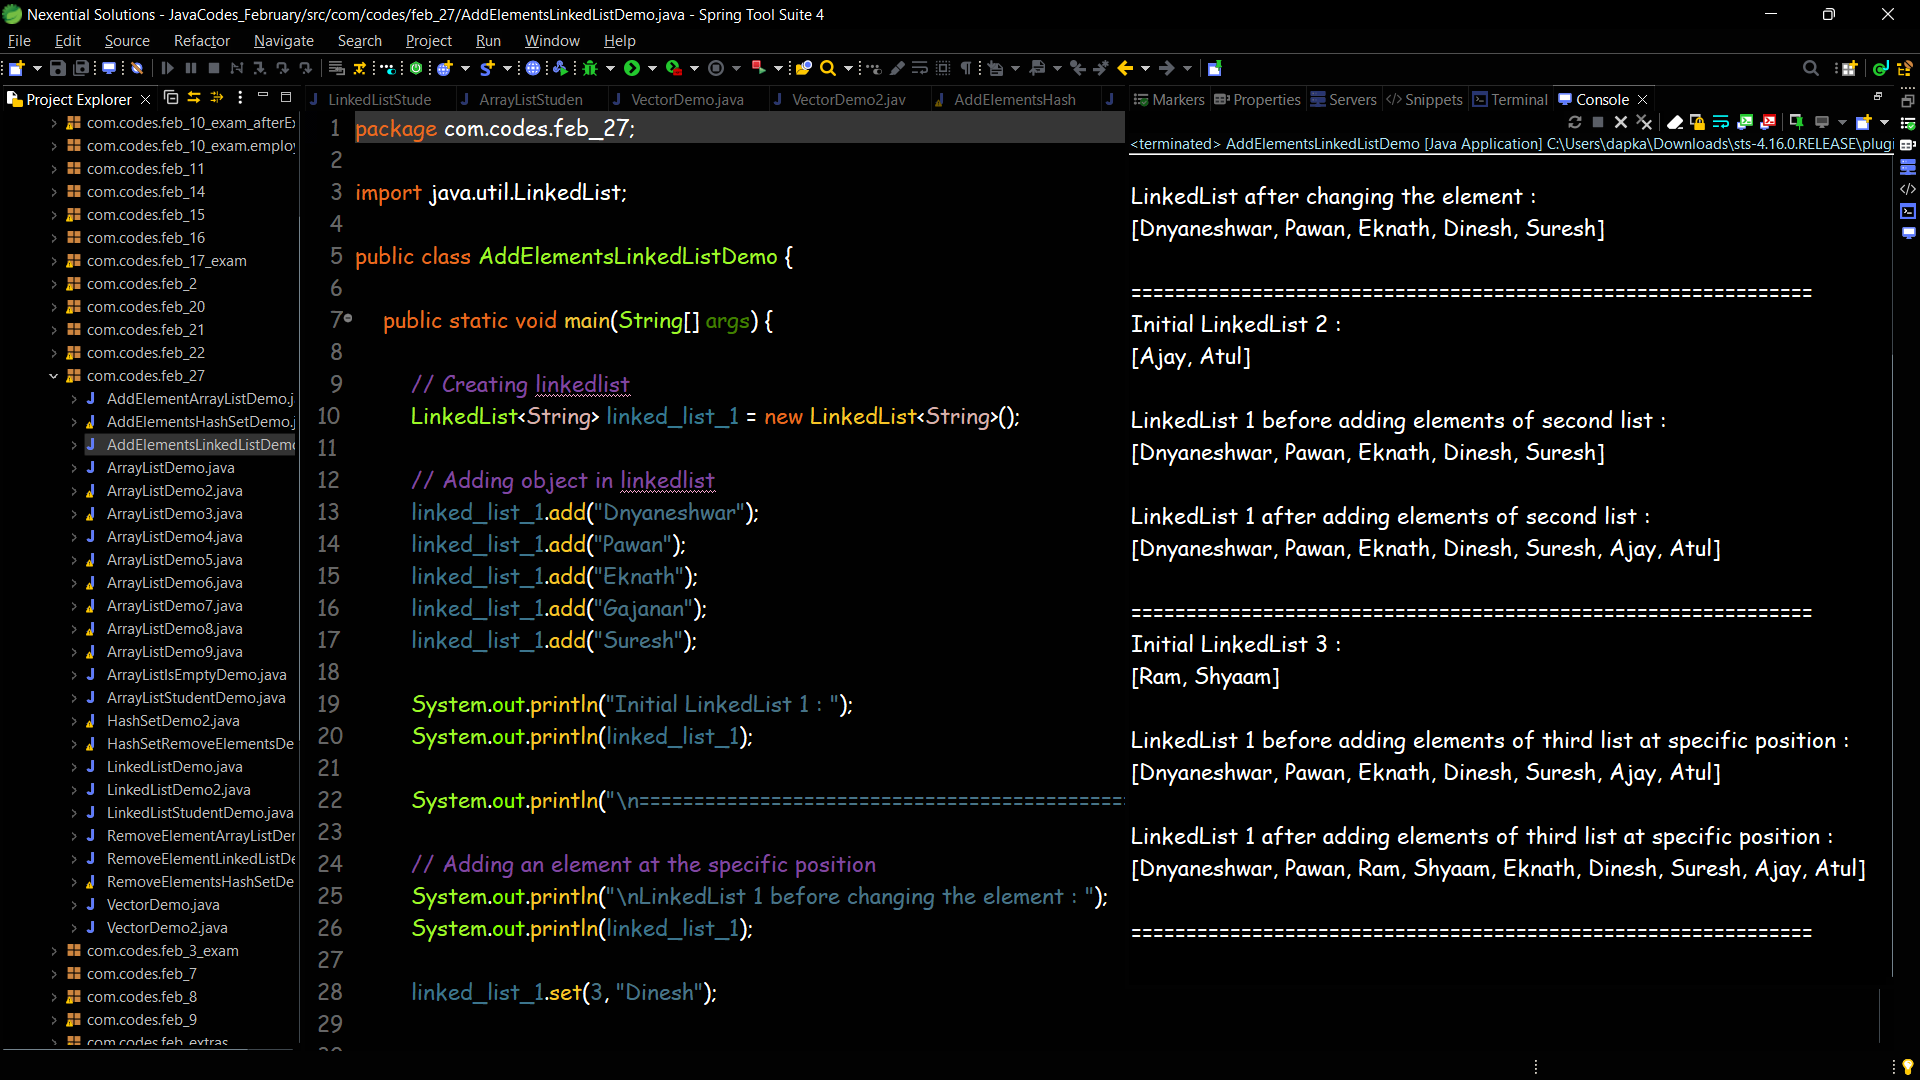 Nexential Solutions - JavaCodes_February/src/com/codes/feb_27/AddElementsLinkedListDemo.java - Spring Tool Suite 4
File Edit Source Refactor Navigate Search Project Run Window Help
Project Explorer
com.codes.feb_10_exam_afterEx
com.codes.feb_10_exam.employ
com.codes.feb_11
com.codes.feb_14
com.codes.feb_15
com.codes.feb_16
com.codes.feb_17_exam
com.codes.feb_2
com.codes.feb_20
com.codes.feb_21
com.codes.feb_22
com.codes.feb_27
AddElementArrayListDemo.j
AddElementsHashSetDemo.j
AddElementsLinkedListDemo
ArrayListDemo.java
ArrayListDemo2.java
ArrayListDemo3.java
ArrayListDemo4.java
ArrayListDemo5.java
ArrayListDemo6.java
ArrayListDemo7.java
ArrayListDemo8.java
ArrayListDemo9.java
ArrayListIsEmptyDemo.java
ArrayListStudentDemo.java
HashSetDemo2.java
HashSetRemoveElementsDe
LinkedListDemo.java
LinkedListDemo2.java
LinkedListStudentDemo.java
RemoveElementArrayListDer
RemoveElementLinkedListDe
RemoveElementsHashSetDe
VectorDemo.java
VectorDemo2.java
com.codes.feb_3_exam
com.codes.feb_7
com.codes.feb_8
com.codes.feb_9
com.codes.feb_extras
LinkedListStude ArrayListStuden VectorDemo.java VectorDemo2.jav AddElementsHash
1 package com.codes.feb_27;
2
3 import java.util.LinkedList;
4
5 public class AddElementsLinkedListDemo {
6
7 public static void main(String[] args) {
8
9 // Creating linkedlist
10 LinkedList<String> linked_list_1 = new LinkedList<String>();
11
12 // Adding object in linkedlist
13 linked_list_1.add("Dnyaneshwar");
14 linked_list_1.add("Pawan");
15 linked_list_1.add("Eknath");
16 linked_list_1.add("Gajanan");
17 linked_list_1.add("Suresh");
18
19 System.out.println("Initial LinkedList 1 : ");
20 System.out.println(linked_list_1);
21
22 System.out.println("\n============================================
23
24 // Adding an element at the specific position
25 System.out.println("\nLinkedList 1 before changing the element : ");
26 System.out.println(linked_list_1);
27
28 linked_list_1.set(3, "Dinesh");
29
Markers Properties Servers Snippets Terminal Console
<terminated> AddElementsLinkedListDemo [Java Application] C:\Users\dapka\Downloads\sts-4.16.0.RELEASE\plugi
LinkedList after changing the element :
[Dnyaneshwar, Pawan, Eknath, Dinesh, Suresh]
==============================================================
Initial LinkedList 2 :
[Ajay, Atul]
LinkedList 1 before adding elements of second list :
[Dnyaneshwar, Pawan, Eknath, Dinesh, Suresh]
LinkedList 1 after adding elements of second list :
[Dnyaneshwar, Pawan, Eknath, Dinesh, Suresh, Ajay, Atul]
==============================================================
Initial LinkedList 3 :
[Ram, Shyaam]
LinkedList 1 before adding elements of third list at specific position :
[Dnyaneshwar, Pawan, Eknath, Dinesh, Suresh, Ajay, Atul]
LinkedList 1 after adding elements of third list at specific position :
[Dnyaneshwar, Pawan, Ram, Shyaam, Eknath, Dinesh, Suresh, Ajay, Atul]
==============================================================